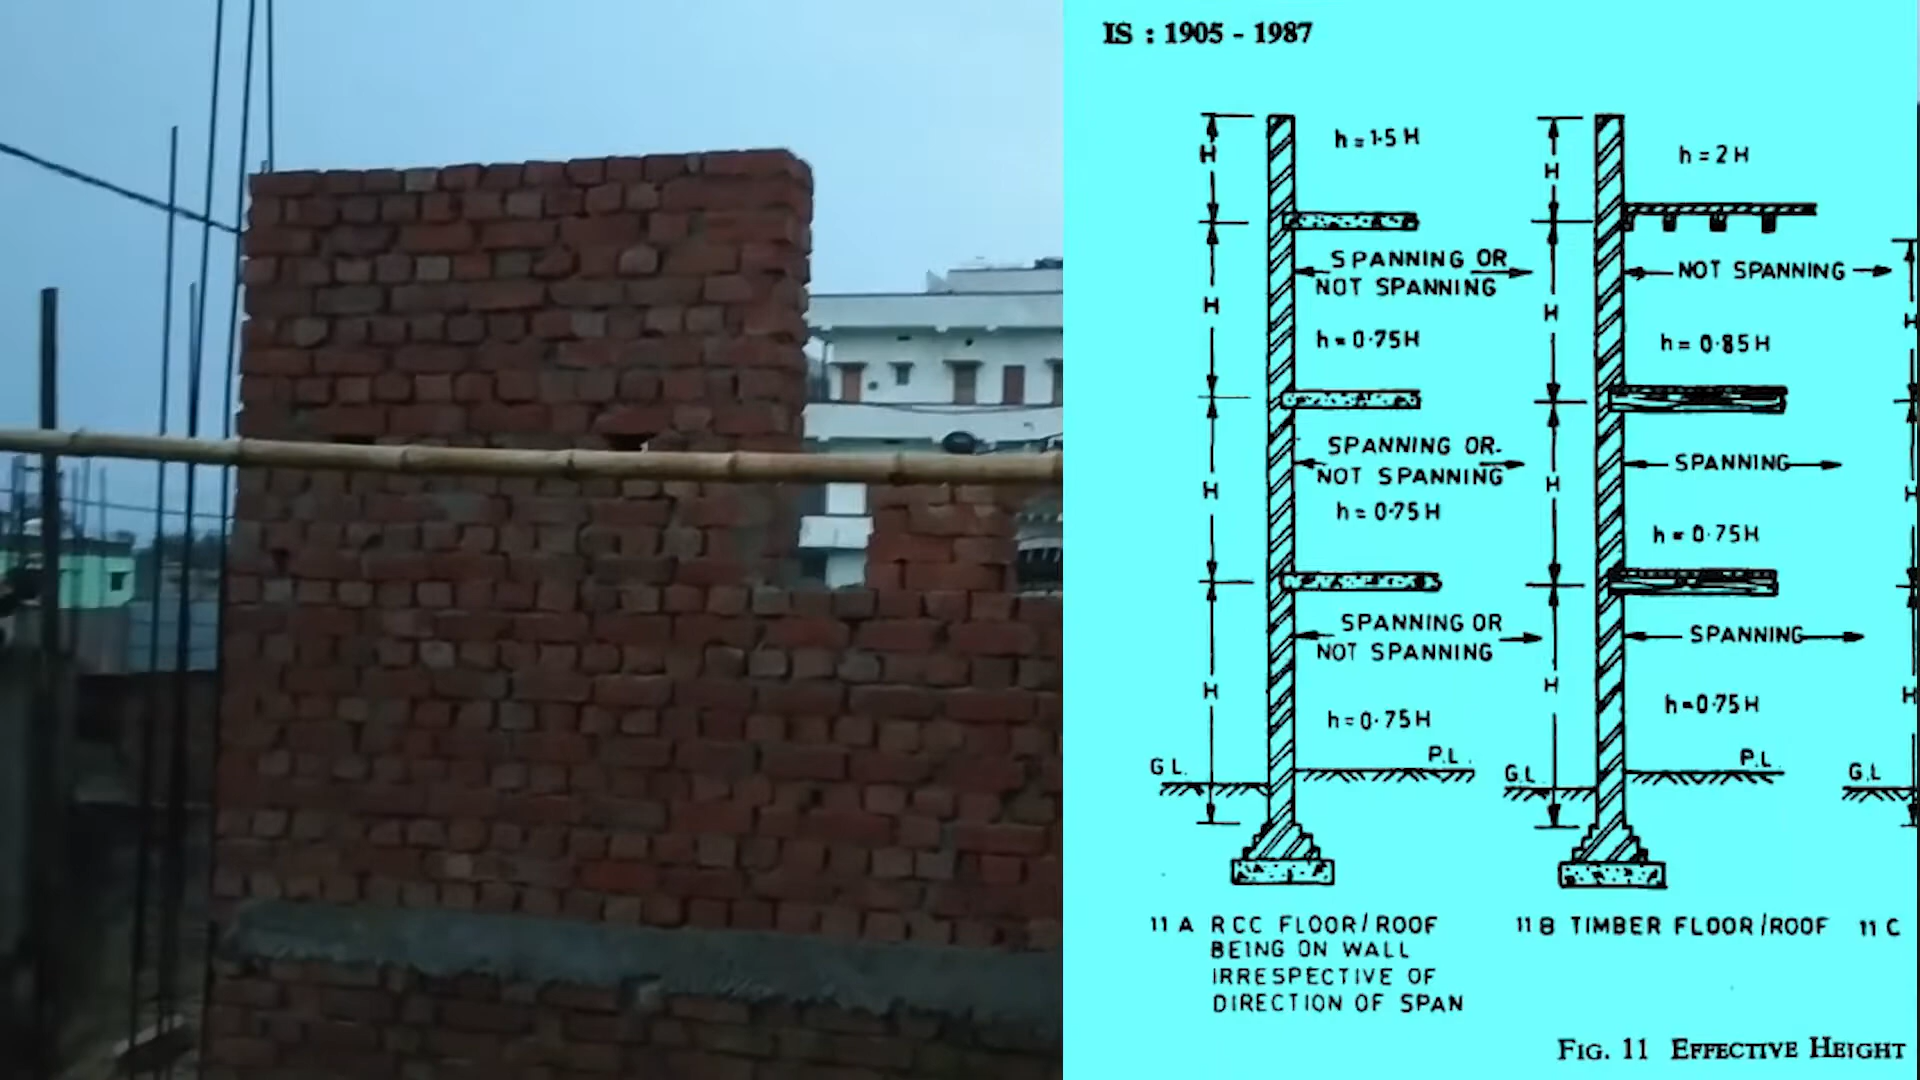 IS : 1905 - 1987
h = 1·5 H
H
SPANNING OR
NOT SPANNING
h = 0·75H
H
SPANNING OR
NOT SPANNING
h = 0·75H
H
SPANNING OR
NOT SPANNING
h = 0·75H
H
G L.
P.L.
11 A RCC FLOOR/ROOF
BEING ON WALL
IRRESPECTIVE OF
DIRECTION OF SPAN
h = 2 H
H
NOT SPANNING
h = 0·85H
H
SPANNING
h = 0·75H
H
SPANNING
h = 0·75H
H
G.L
P.L.
11 B TIMBER FLOOR/ROOF
H
H
H
G.L
11 C
FIG. 11 EFFECTIVE HEIGHT